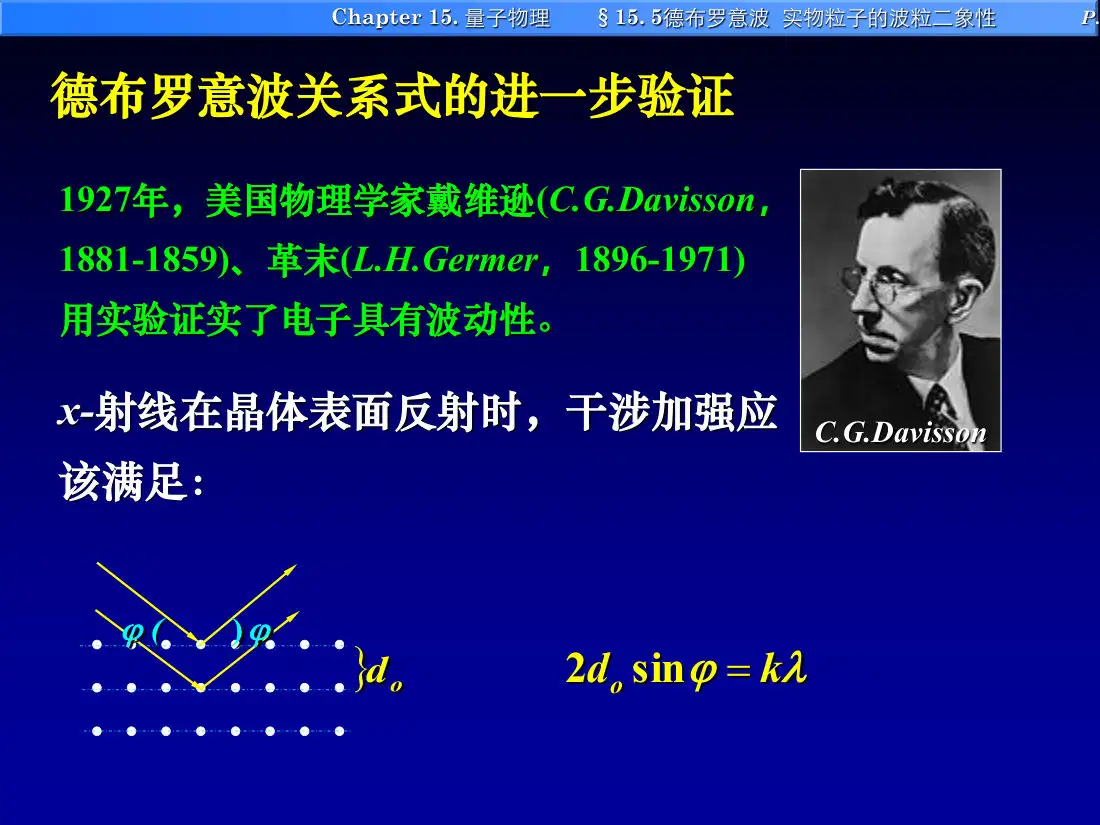 Chapter 15. 量子物理 §15. 5德布罗意波 实物粒子的波粒二象性 P.
德布罗意波关系式的进一步验证
1927年，美国物理学家戴维逊(C.G.Davisson，
1881-1859)、革末(L.H.Germer，1896-1971)
用实验证实了电子具有波动性。
C.G.Davisson
x-射线在晶体表面反射时，干涉加强应
该满足：
φ ( ) φ
} dₒ
2dₒ sinφ = kλ